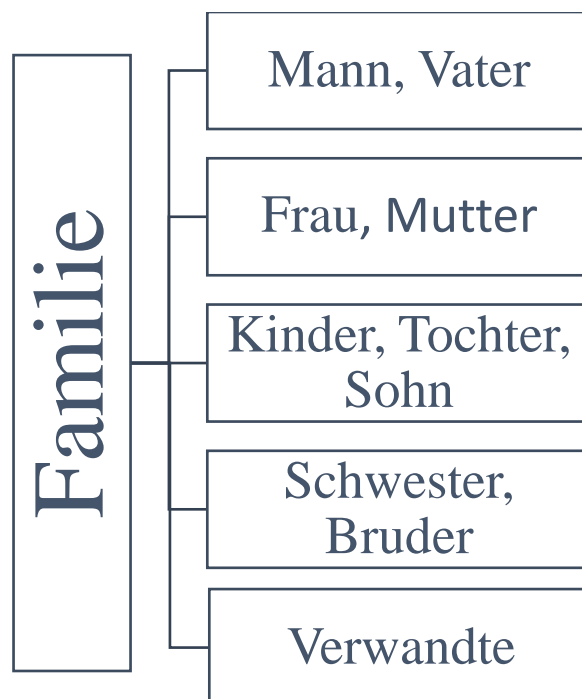 Familie
Mann, Vater
Frau, Mutter
Kinder, Tochter,
Sohn
Schwester,
Bruder
Verwandte